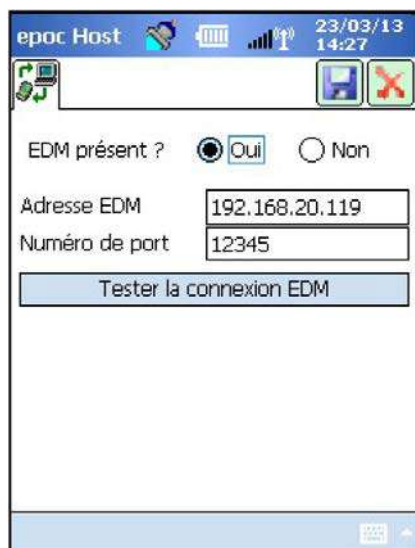 epoc Host 23/03/13
14:27
EDM présent ? Oui Non
Adresse EDM 192.168.20.119
Numéro de port 12345
Tester la connexion EDM